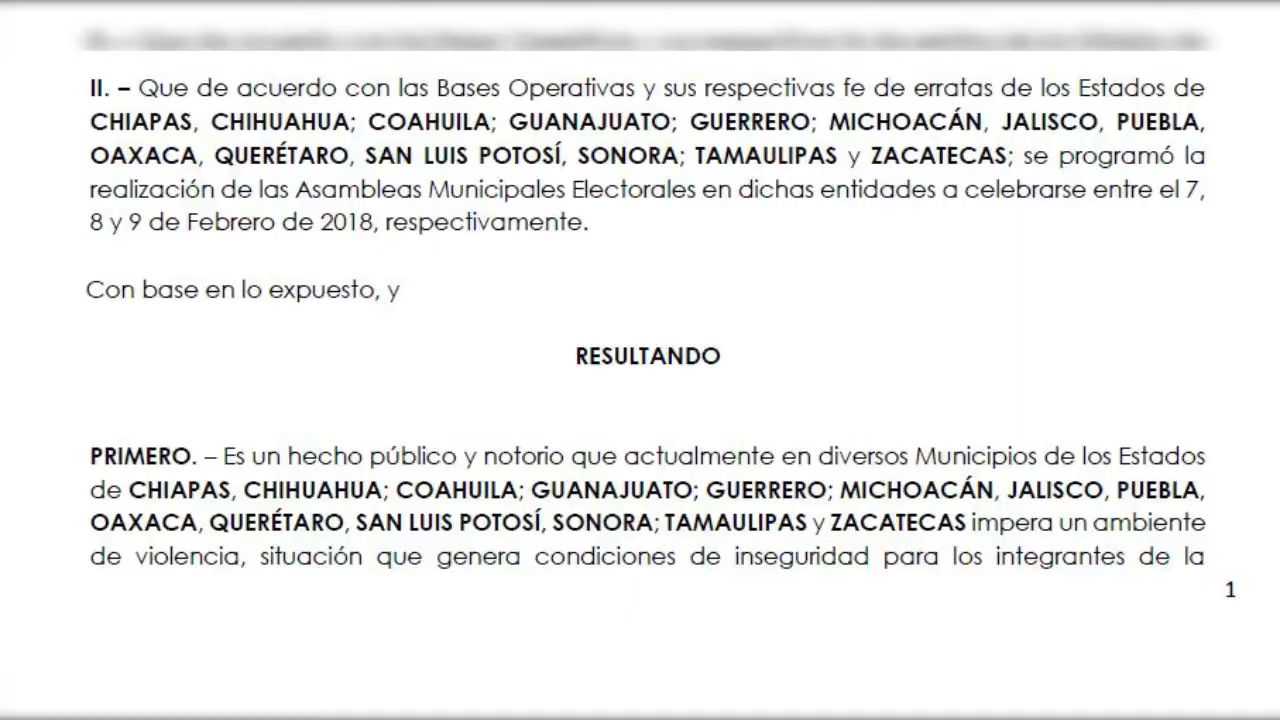 II. – Que de acuerdo con las Bases Operativas y sus respectivas fe de erratas de los Estados de
CHIAPAS, CHIHUAHUA; COAHUILA; GUANAJUATO; GUERRERO; MICHOACÁN, JALISCO, PUEBLA,
OAXACA, QUERÉTARO, SAN LUIS POTOSÍ, SONORA; TAMAULIPAS y ZACATECAS; se programó la
realización de las Asambleas Municipales Electorales en dichas entidades a celebrarse entre el 7,
8 y 9 de Febrero de 2018, respectivamente.
Con base en lo expuesto, y
RESULTANDO
PRIMERO. – Es un hecho público y notorio que actualmente en diversos Municipios de los Estados
de CHIAPAS, CHIHUAHUA; COAHUILA; GUANAJUATO; GUERRERO; MICHOACÁN, JALISCO, PUEBLA,
OAXACA, QUERÉTARO, SAN LUIS POTOSÍ, SONORA; TAMAULIPAS y ZACATECAS impera un ambiente
de violencia, situación que genera condiciones de inseguridad para los integrantes de la
1